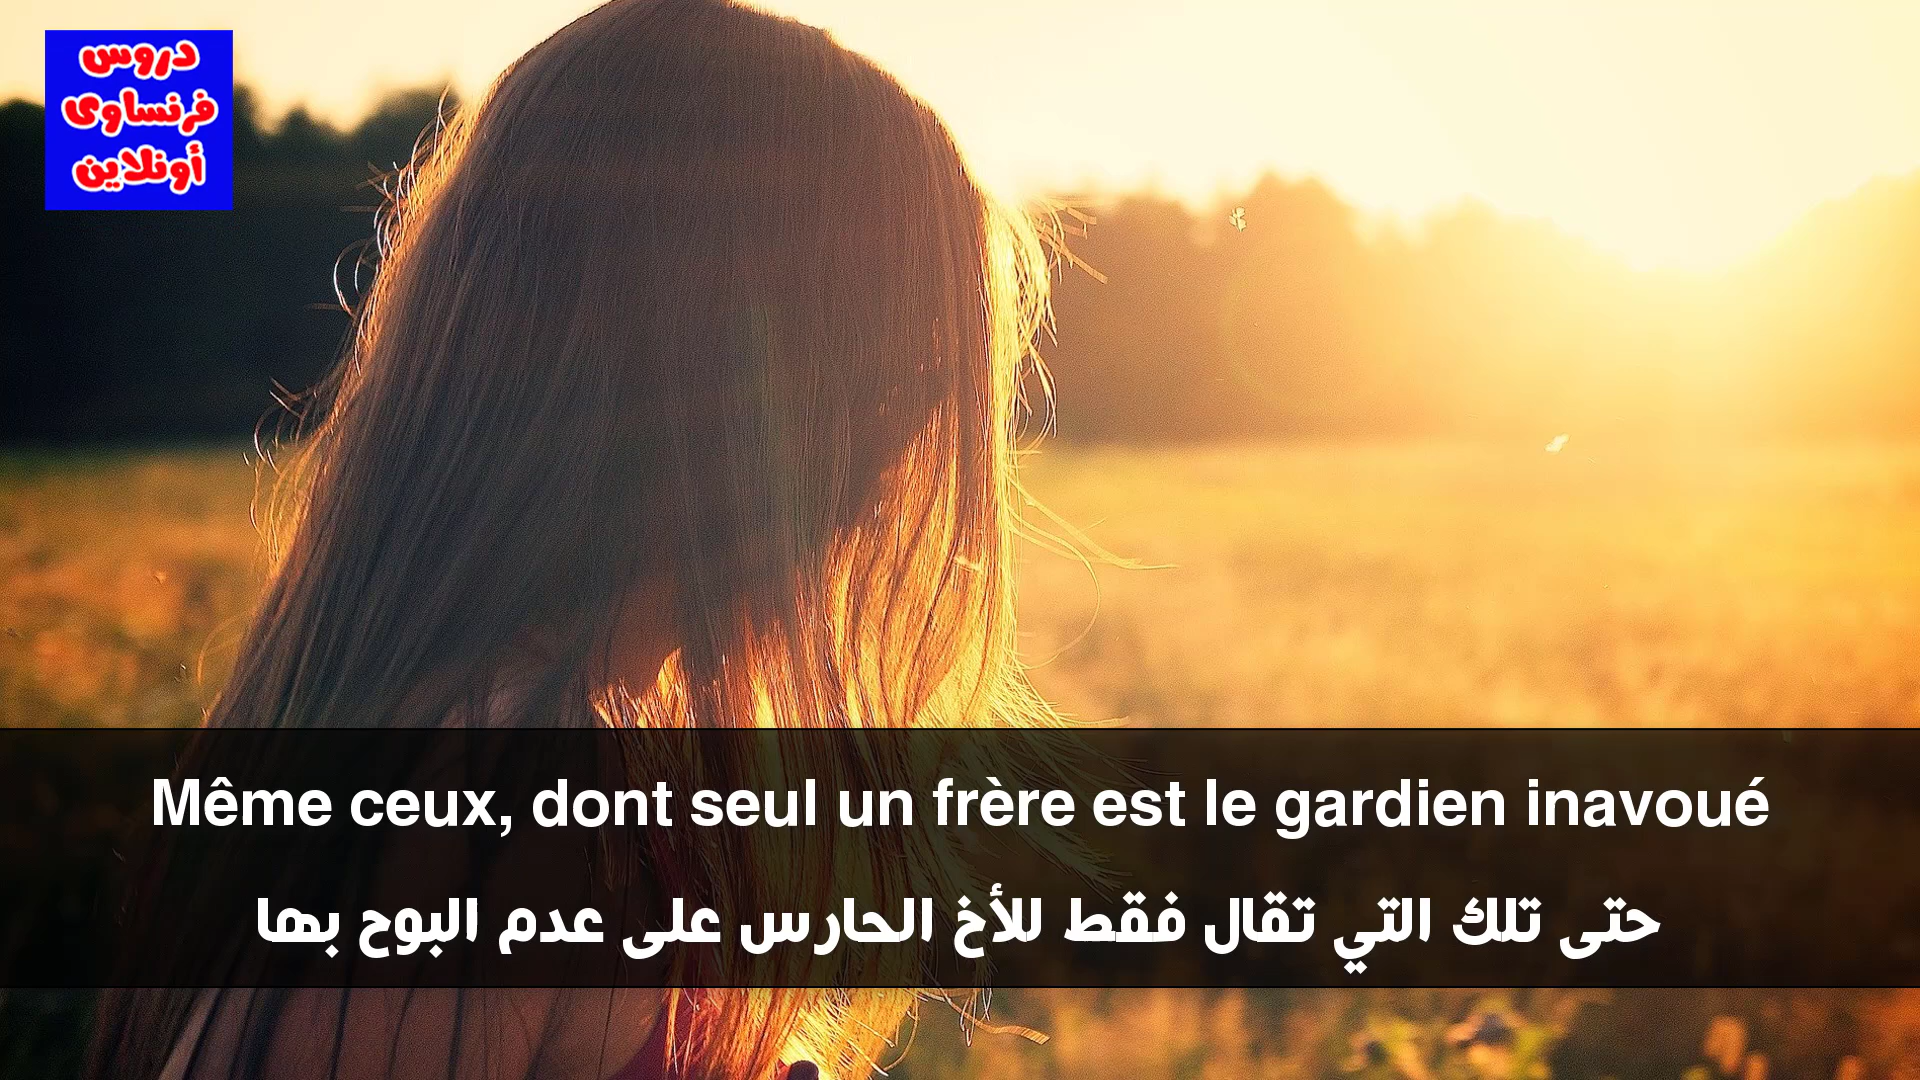 دروس
فرنساوى
أونلاين
Même ceux, dont seul un frère est le gardien inavoué
حتى تلك التي تقال فقط للأخ الحارس على عدم البوح بها